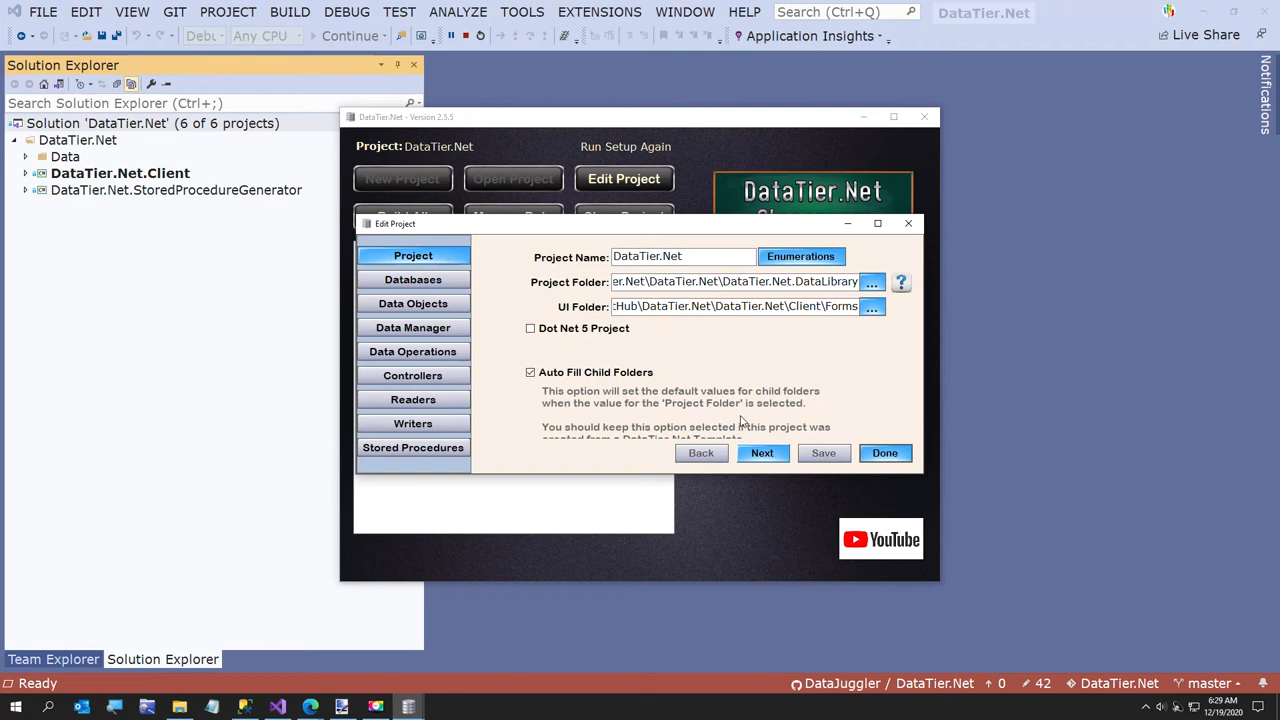 FILE EDIT VIEW GIT PROJECT BUILD DEBUG TEST ANALYZE TOOLS EXTENSIONS WINDOW HELP Search (Ctrl+Q) DataTier.Net
Debu Any CPU Continue Application Insights Live Share
Solution Explorer
Search Solution Explorer (Ctrl+;)
Solution 'DataTier.Net' (6 of 6 projects)
DataTier.Net
Data
DataTier.Net.Client
DataTier.Net.StoredProcedureGenerator
Notifications
DataTier.Net - Version 2.5.5
Project: DataTier.Net Run Setup Again
New Project Open Project Edit Project
DataTier.Net
Edit Project
Project
Databases
Data Objects
Data Manager
Data Operations
Controllers
Readers
Writers
Stored Procedures
Project Name: DataTier.Net Enumerations
Project Folder: er.Net\DataTier.Net\DataTier.Net.DataLibrary ... ?
UI Folder: :Hub\DataTier.Net\DataTier.Net\Client\Forms ...
Dot Net 5 Project
Auto Fill Child Folders
This option will set the default values for child folders
when the value for the 'Project Folder' is selected.
You should keep this option selected if this project was
created from a DataTier.Net Template.
Back Next Save Done
YouTube
Team Explorer Solution Explorer
Ready DataJuggler / DataTier.Net 0 42 DataTier.Net master
6:29 AM
12/19/2020